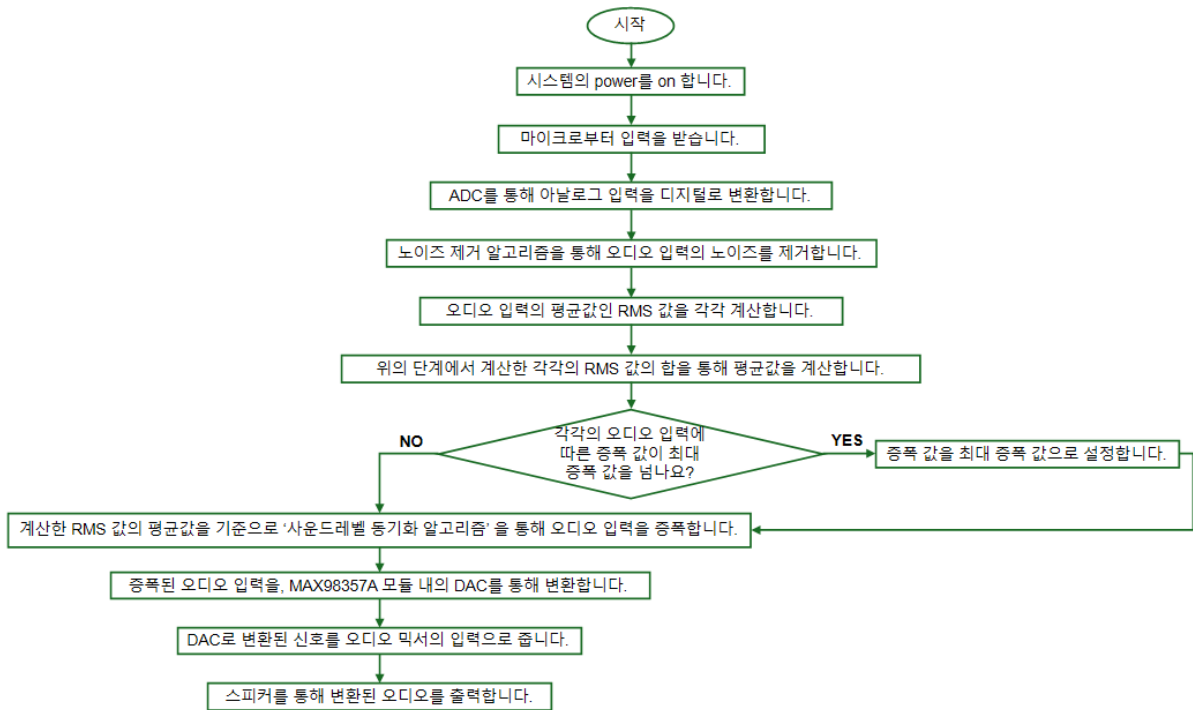 시작
시스템의 power를 on 합니다.
마이크로부터 입력을 받습니다.
ADC를 통해 아날로그 입력을 디지털로 변환합니다.
노이즈 제거 알고리즘을 통해 오디오 입력의 노이즈를 제거합니다.
오디오 입력의 평균값인 RMS 값을 각각 계산합니다.
위의 단계에서 계산한 각각의 RMS 값의 합을 통해 평균값을 계산합니다.
각각의 오디오 입력에
따른 증폭 값이 최대
증폭 값을 넘나요?
NO
YES
증폭 값을 최대 증폭 값으로 설정합니다.
계산한 RMS 값의 평균값을 기준으로 ‘사운드레벨 동기화 알고리즘’ 을 통해 오디오 입력을 증폭합니다.
증폭된 오디오 입력을, MAX98357A 모듈 내의 DAC를 통해 변환합니다.
DAC로 변환된 신호를 오디오 믹서의 입력으로 줍니다.
스피커를 통해 변환된 오디오를 출력합니다.